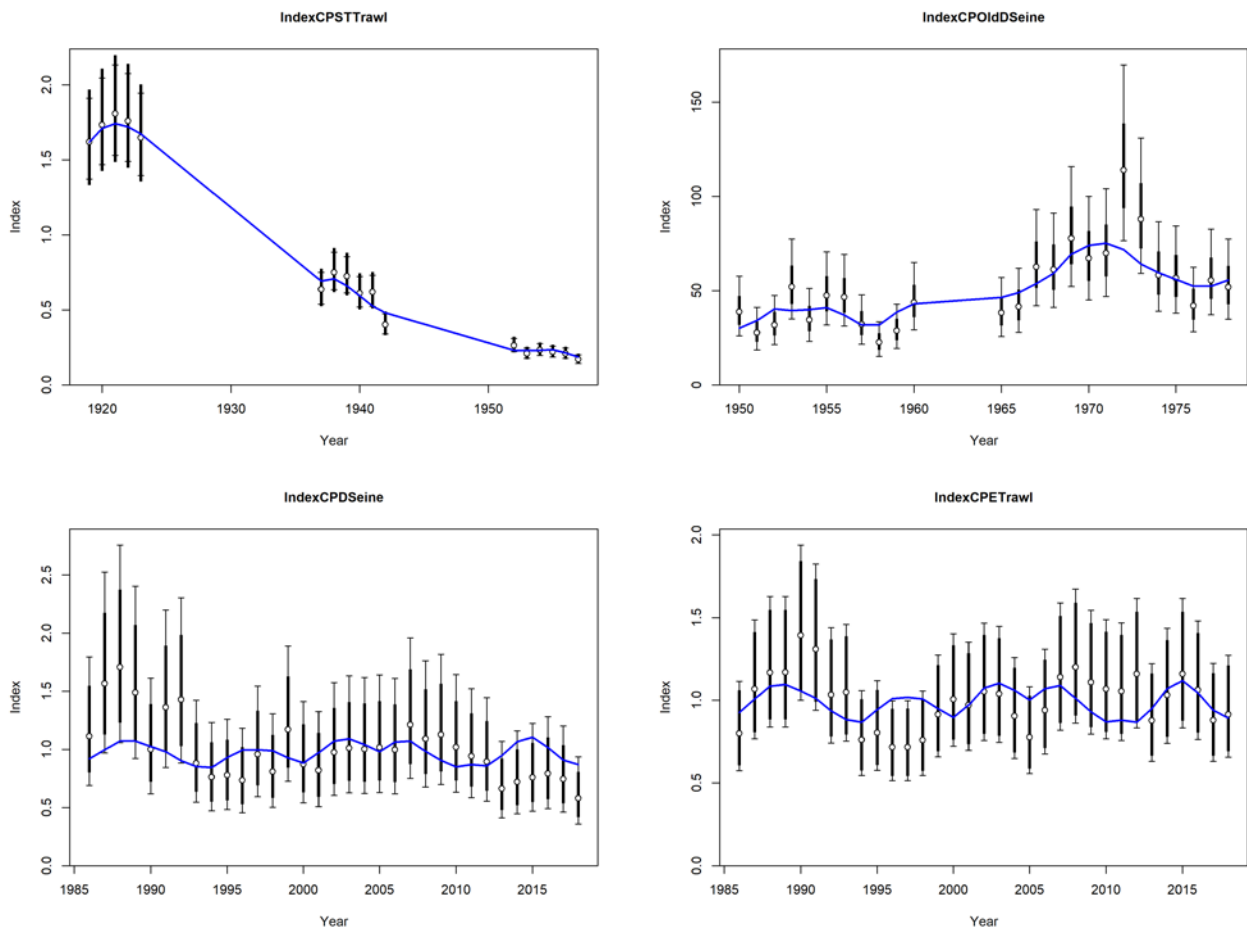 IndexCPSTTrawl
Index
2.0
1.5
1.0
0.5
0.0
1920 1930 1940 1950
Year
IndexCPOldDSeine
Index
150
100
50
0
1950 1955 1960 1965 1970 1975
Year
IndexCPDSeine
Index
2.5
2.0
1.5
1.0
0.5
0.0
1985 1990 1995 2000 2005 2010 2015
Year
IndexCPETrawl
Index
2.0
1.5
1.0
0.5
0.0
1985 1990 1995 2000 2005 2010 2015
Year